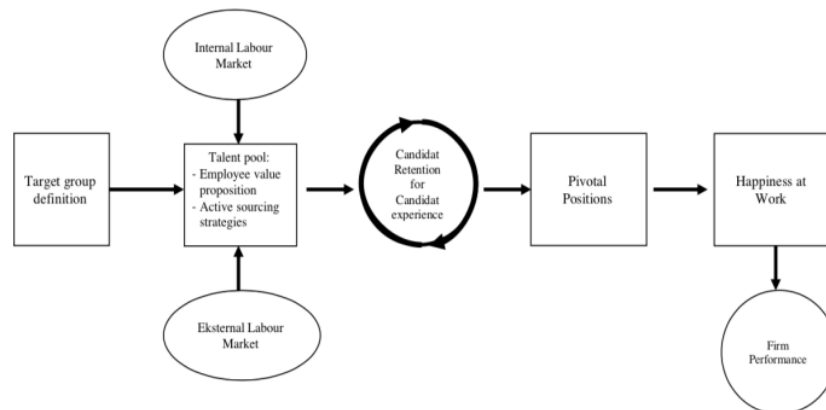 Internal Labour
Market
Target group
definition
Talent pool:
- Employee value
proposition
- Active sourcing
strategies
Candidat
Retention
for
Candidat
experience
Pivotal
Positions
Happiness at
Work
Eksternal Labour
Market
Firm
Performance